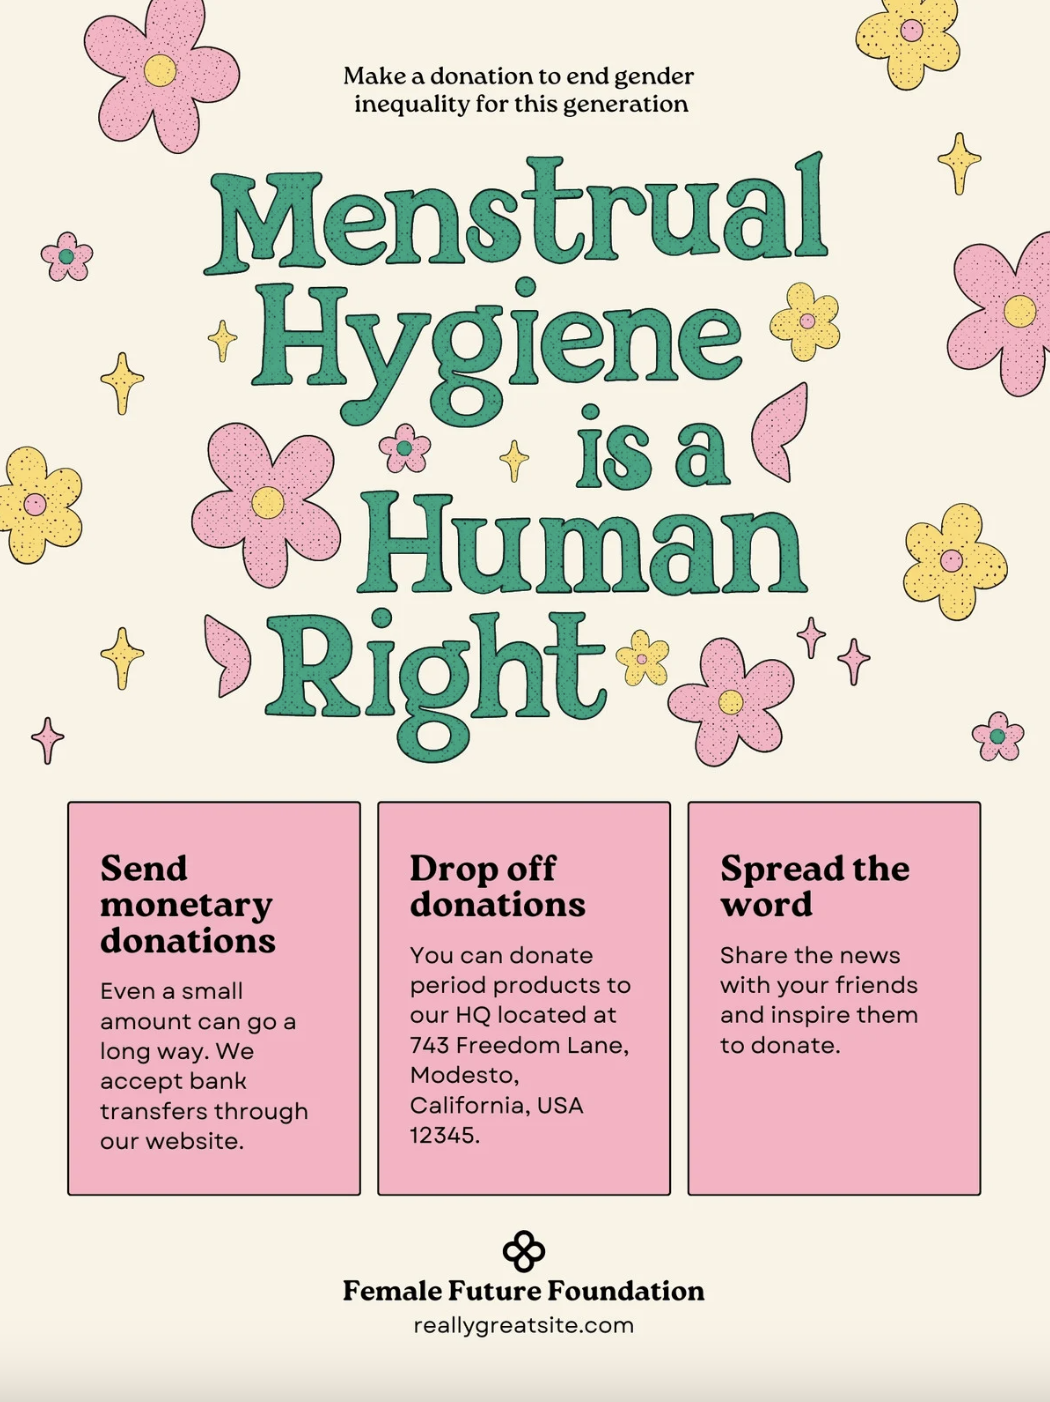 Make a donation to end gender
inequality for this generation
Menstrual
Hygiene
is a
Human
Right
Send
monetary
donations
Even a small
amount can go a
long way. We
accept bank
transfers through
our website.
Drop off
donations
You can donate
period products to
our HQ located at
743 Freedom Lane,
Modesto,
California, USA
12345.
Spread the
word
Share the news
with your friends
and inspire them
to donate.
Female Future Foundation
reallygreatsite.com